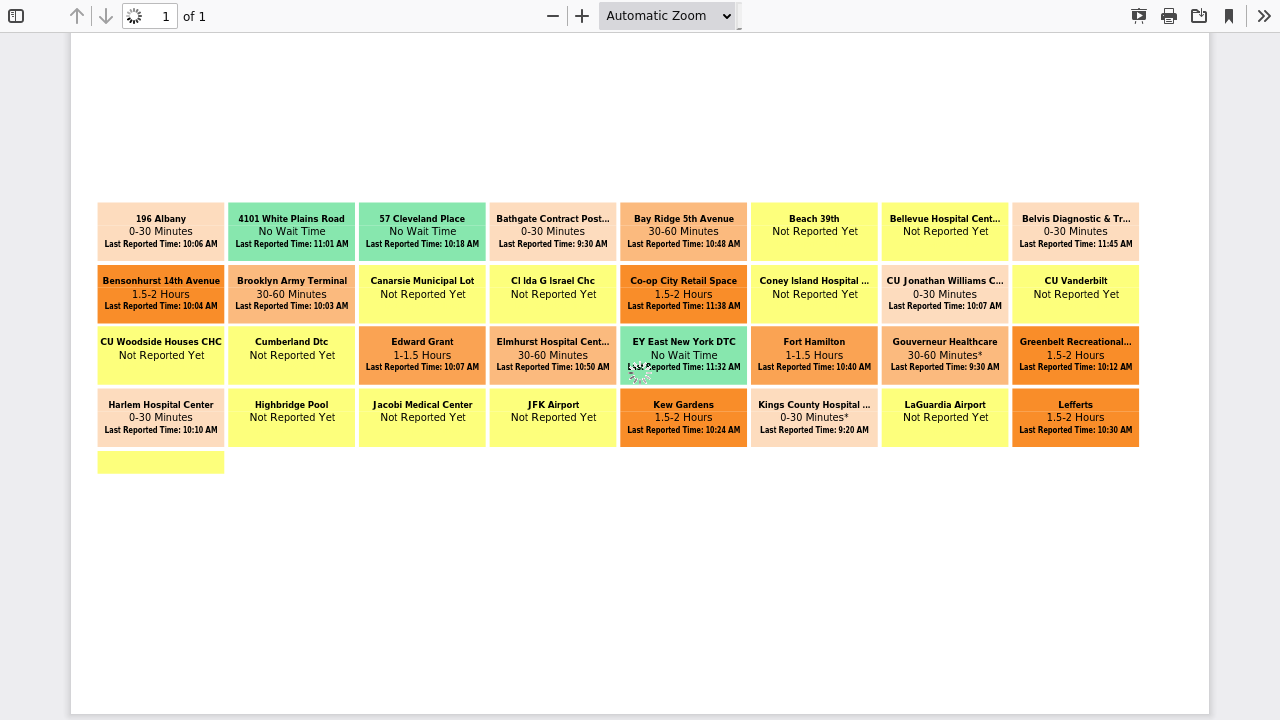 1 of 1 Automatic Zoom
196 Albany
0-30 Minutes
Last Reported Time: 10:06 AM
4101 White Plains Road
No Wait Time
Last Reported Time: 11:01 AM
57 Cleveland Place
No Wait Time
Last Reported Time: 10:18 AM
Bathgate Contract Post...
0-30 Minutes
Last Reported Time: 9:30 AM
Bay Ridge 5th Avenue
30-60 Minutes
Last Reported Time: 10:48 AM
Beach 39th
Not Reported Yet
Bellevue Hospital Cent...
Not Reported Yet
Belvis Diagnostic & Tr...
0-30 Minutes
Last Reported Time: 11:45 AM
Bensonhurst 14th Avenue
1.5-2 Hours
Last Reported Time: 10:04 AM
Brooklyn Army Terminal
30-60 Minutes
Last Reported Time: 10:03 AM
Canarsie Municipal Lot
Not Reported Yet
CI Ida G Israel Chc
Not Reported Yet
Co-op City Retail Space
1.5-2 Hours
Last Reported Time: 11:38 AM
Coney Island Hospital ...
Not Reported Yet
CU Jonathan Williams C...
0-30 Minutes
Last Reported Time: 10:07 AM
CU Vanderbilt
Not Reported Yet
CU Woodside Houses CHC
Not Reported Yet
Cumberland Dtc
Not Reported Yet
Edward Grant
1-1.5 Hours
Last Reported Time: 10:07 AM
Elmhurst Hospital Cent...
30-60 Minutes
Last Reported Time: 10:50 AM
EY East New York DTC
No Wait Time
Last Reported Time: 11:32 AM
Fort Hamilton
1-1.5 Hours
Last Reported Time: 10:40 AM
Gouverneur Healthcare
30-60 Minutes*
Last Reported Time: 9:30 AM
Greenbelt Recreational...
1.5-2 Hours
Last Reported Time: 10:12 AM
Harlem Hospital Center
0-30 Minutes
Last Reported Time: 10:10 AM
Highbridge Pool
Not Reported Yet
Jacobi Medical Center
Not Reported Yet
JFK Airport
Not Reported Yet
Kew Gardens
1.5-2 Hours
Last Reported Time: 10:24 AM
Kings County Hospital ...
0-30 Minutes*
Last Reported Time: 9:20 AM
LaGuardia Airport
Not Reported Yet
Lefferts
1.5-2 Hours
Last Reported Time: 10:30 AM